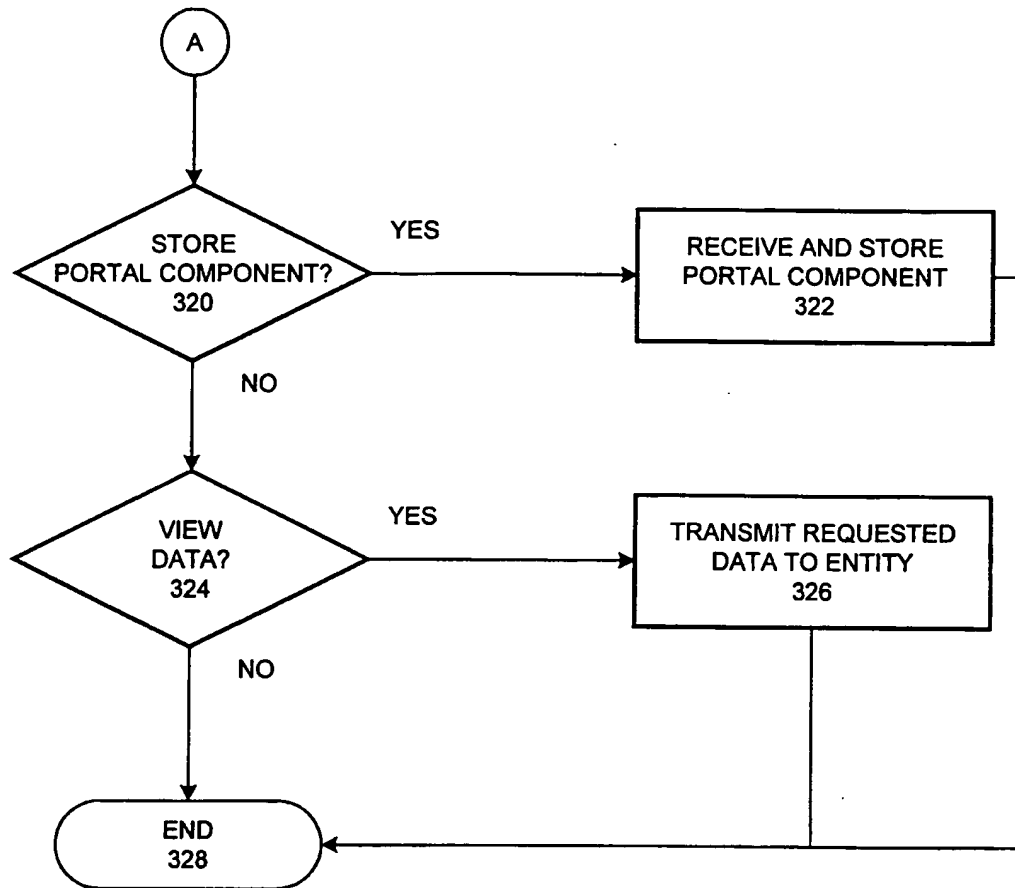 A
STORE
PORTAL COMPONENT?
320
YES
RECEIVE AND STORE
PORTAL COMPONENT
322
NO
VIEW
DATA?
324
YES
TRANSMIT REQUESTED
DATA TO ENTITY
326
NO
END
328